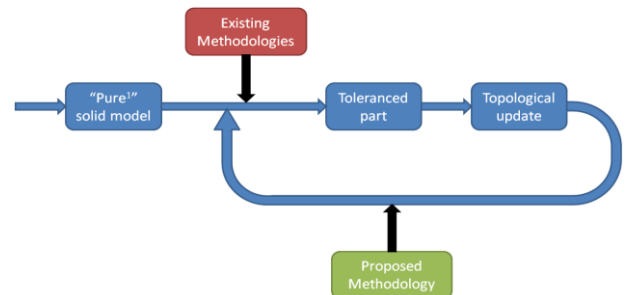 Existing
Methodologies
“Pure¹”
solid model
Toleranced
part
Topological
update
Proposed
Methodology